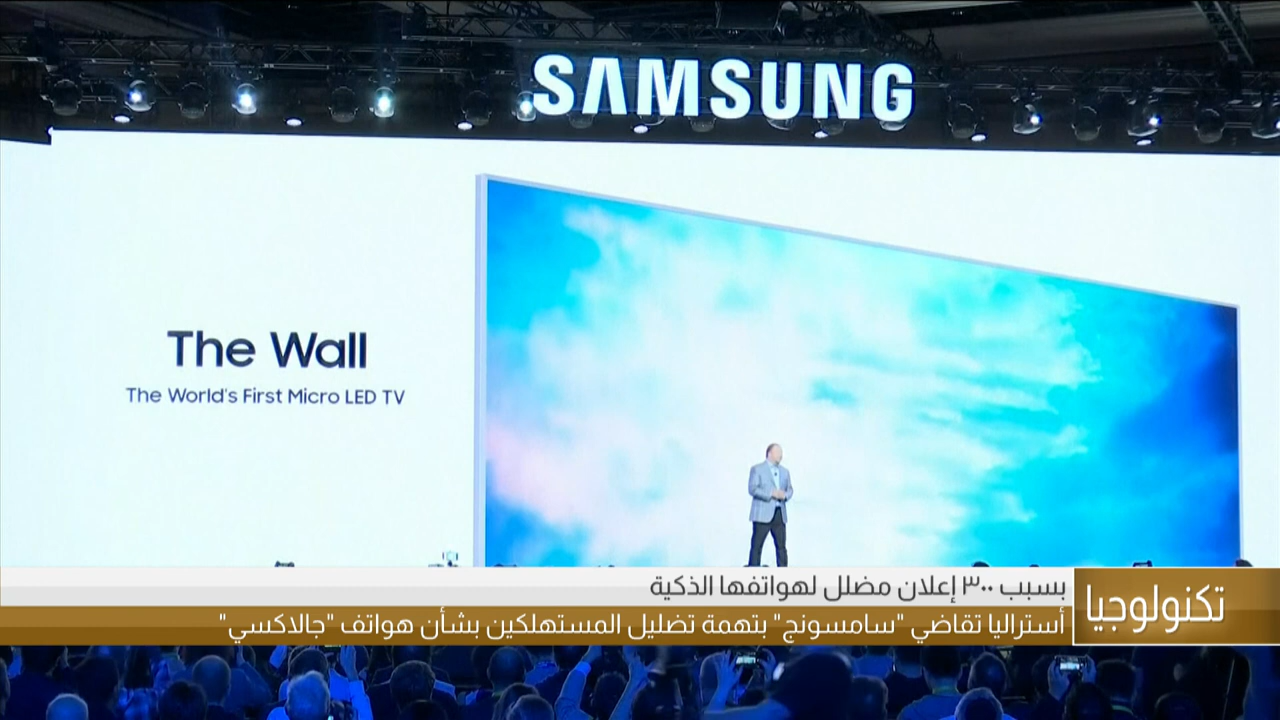 SAMSUNG
The Wall
The World's First Micro LED TV
بسبب ٣٠٠ إعلان مضلل لهواتفها الذكية
تكنولوجيا
أستراليا تقاضي "سامسونج" بتهمة تضليل المستهلكين بشأن هواتف "جالاكسي"